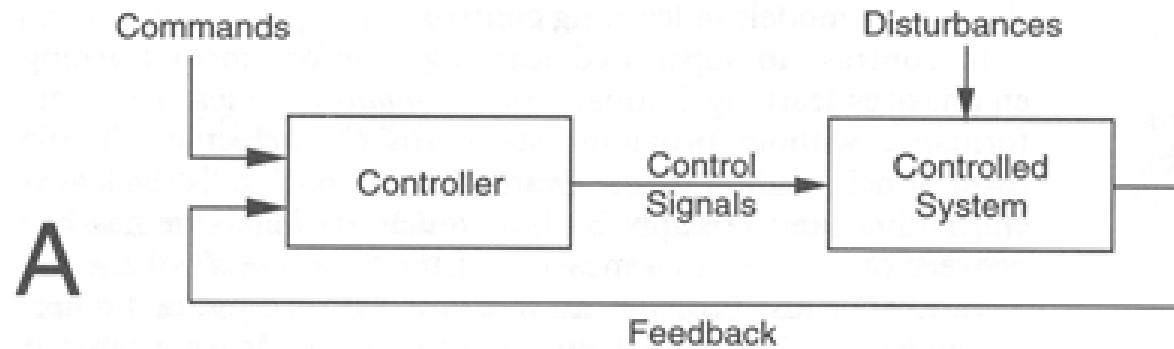 Commands
Disturbances
Controller
Control
Signals
Controlled
System
A
Feedback